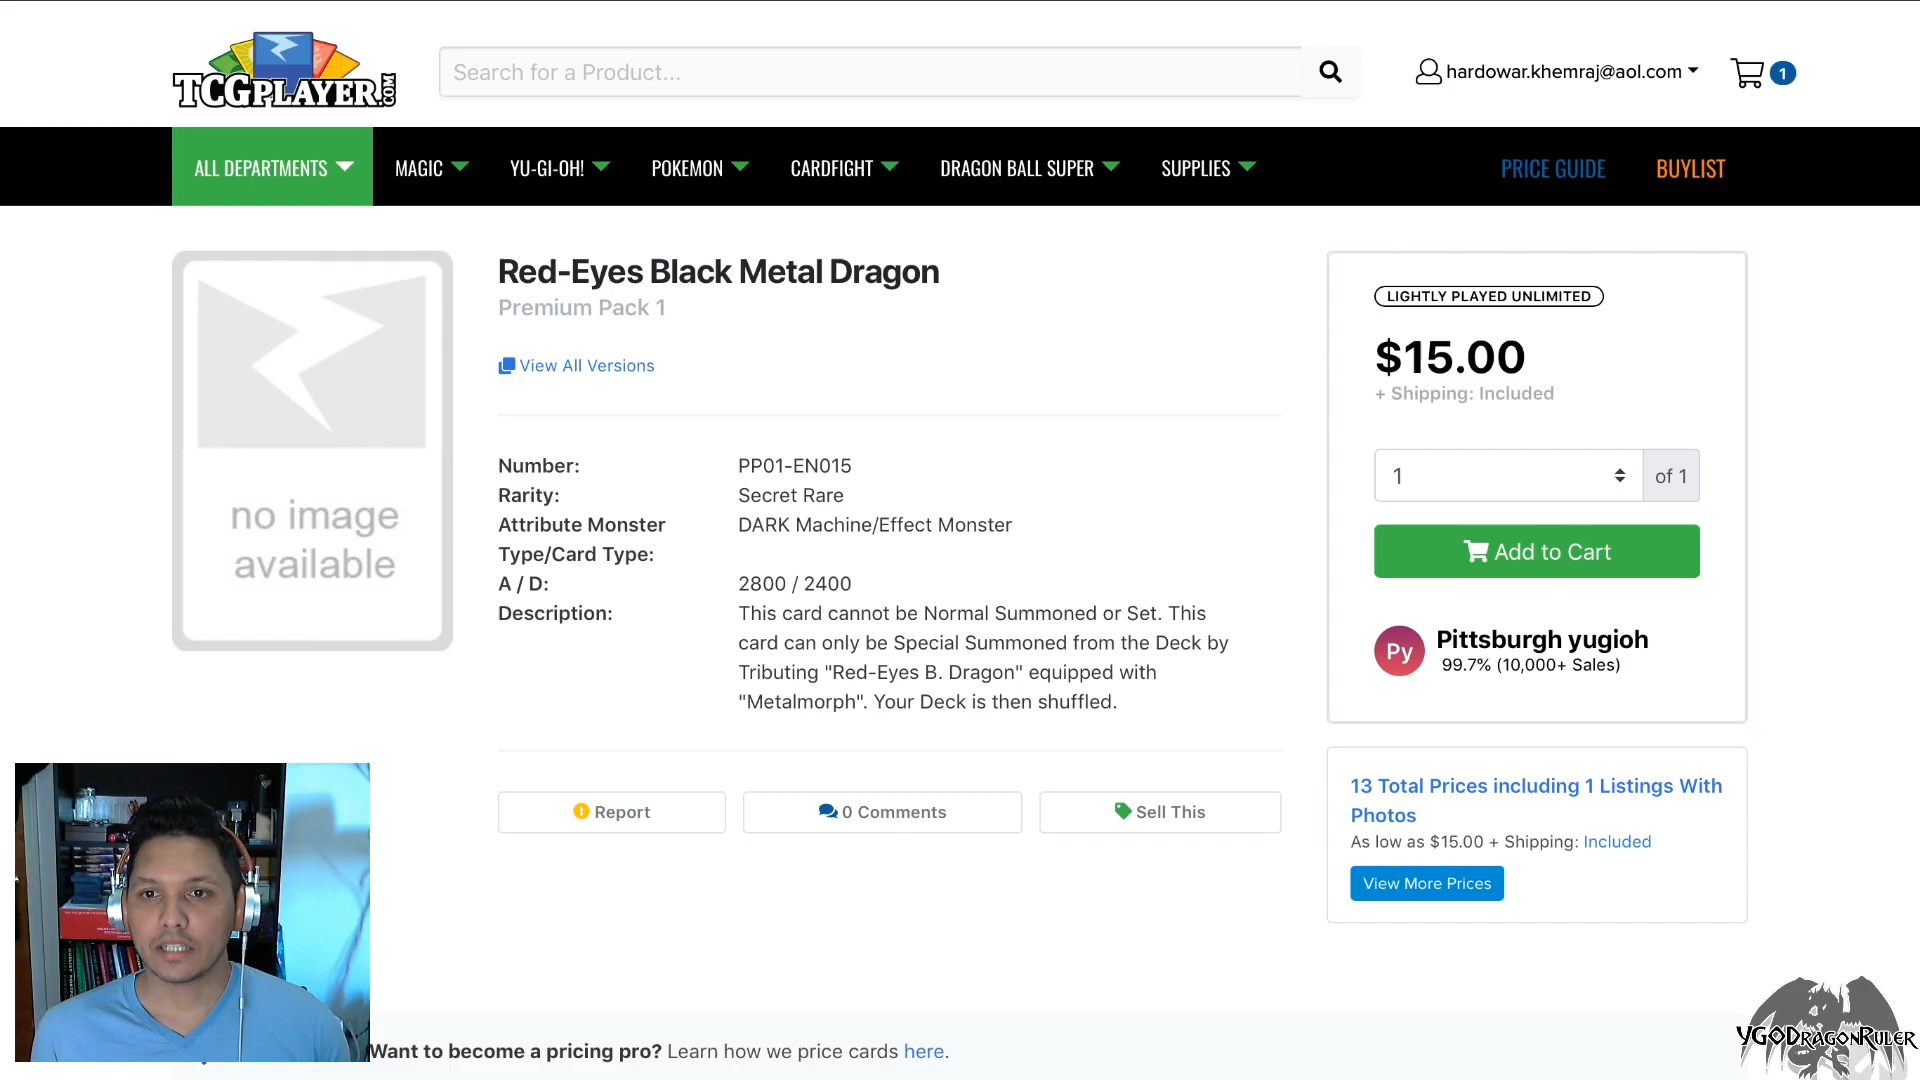 TCGPLAYER.COM
Search for a Product...
hardowar.khemraj@aol.com
1
ALL DEPARTMENTS
MAGIC
YU-GI-OH!
POKEMON
CARDFIGHT
DRAGON BALL SUPER
SUPPLIES
PRICE GUIDE
BUYLIST
no image
available
Red-Eyes Black Metal Dragon
Premium Pack 1
View All Versions
Number: PP01-EN015
Rarity: Secret Rare
Attribute Monster DARK Machine/Effect Monster
Type/Card Type:
A / D: 2800 / 2400
Description: This card cannot be Normal Summoned or Set. This
card can only be Special Summoned from the Deck by
Tributing "Red-Eyes B. Dragon" equipped with
"Metalmorph". Your Deck is then shuffled.
Report
0 Comments
Sell This
LIGHTLY PLAYED UNLIMITED
$15.00
+ Shipping: Included
1
of 1
Add to Cart
Py
Pittsburgh yugioh
99.7% (10,000+ Sales)
13 Total Prices including 1 Listings With
Photos
As low as $15.00 + Shipping: Included
View More Prices
Want to become a pricing pro? Learn how we price cards here.
YGODRAGONRULER